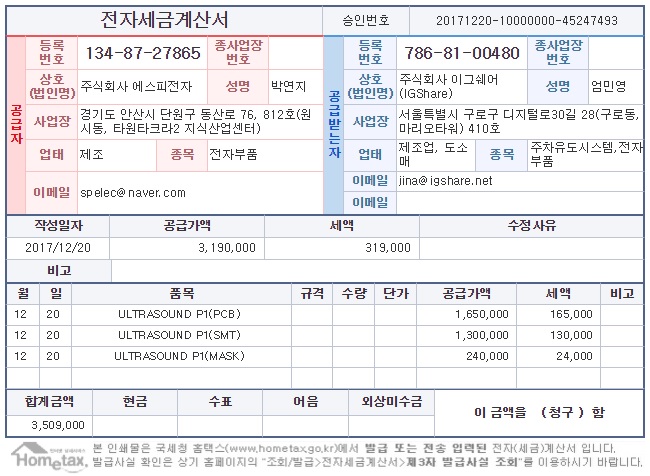 전자세금계산서 승인번호 20171220-10000000-45247493
공급자
등록번호 134-87-27865 종사업장번호
상호(법인명) 주식회사 에스피전자 성명 박연지
사업장 경기도 안산시 단원구 동산로 76, 812호(원시동, 타원타크라2 지식산업센터)
업태 제조 종목 전자부품
이메일 spelec@naver.com
공급받는자
등록번호 786-81-00480 종사업장번호
상호(법인명) 주식회사 이그쉐어(IGShare) 성명 엄민영
사업장 서울특별시 구로구 디지털로30길 28(구로동, 마리오타워) 410호
업태 제조업, 도소매 종목 주차유도시스템,전자부품
이메일 jina@igshare.net
이메일
작성일자 공급가액 세액 수정사유
2017/12/20 3,190,000 319,000
비고
월 일 품목 규격 수량 단가 공급가액 세액 비고
12 20 ULTRASOUND P1(PCB) 1,650,000 165,000
12 20 ULTRASOUND P1(SMT) 1,300,000 130,000
12 20 ULTRASOUND P1(MASK) 240,000 24,000
합계금액 현금 수표 어음 외상미수금 이 금액을 (청구) 함
3,509,000
Hometax. 본 인쇄물은 국세청 홈택스(www.hometax.go.kr)에서 발급 또는 전송 입력된 전자(세금)계산서 입니다.
발급사실 확인은 상기 홈페이지의 "조회/발급>전자세금계산서>제3자 발급사실 조회"를 이용하시기 바랍니다.